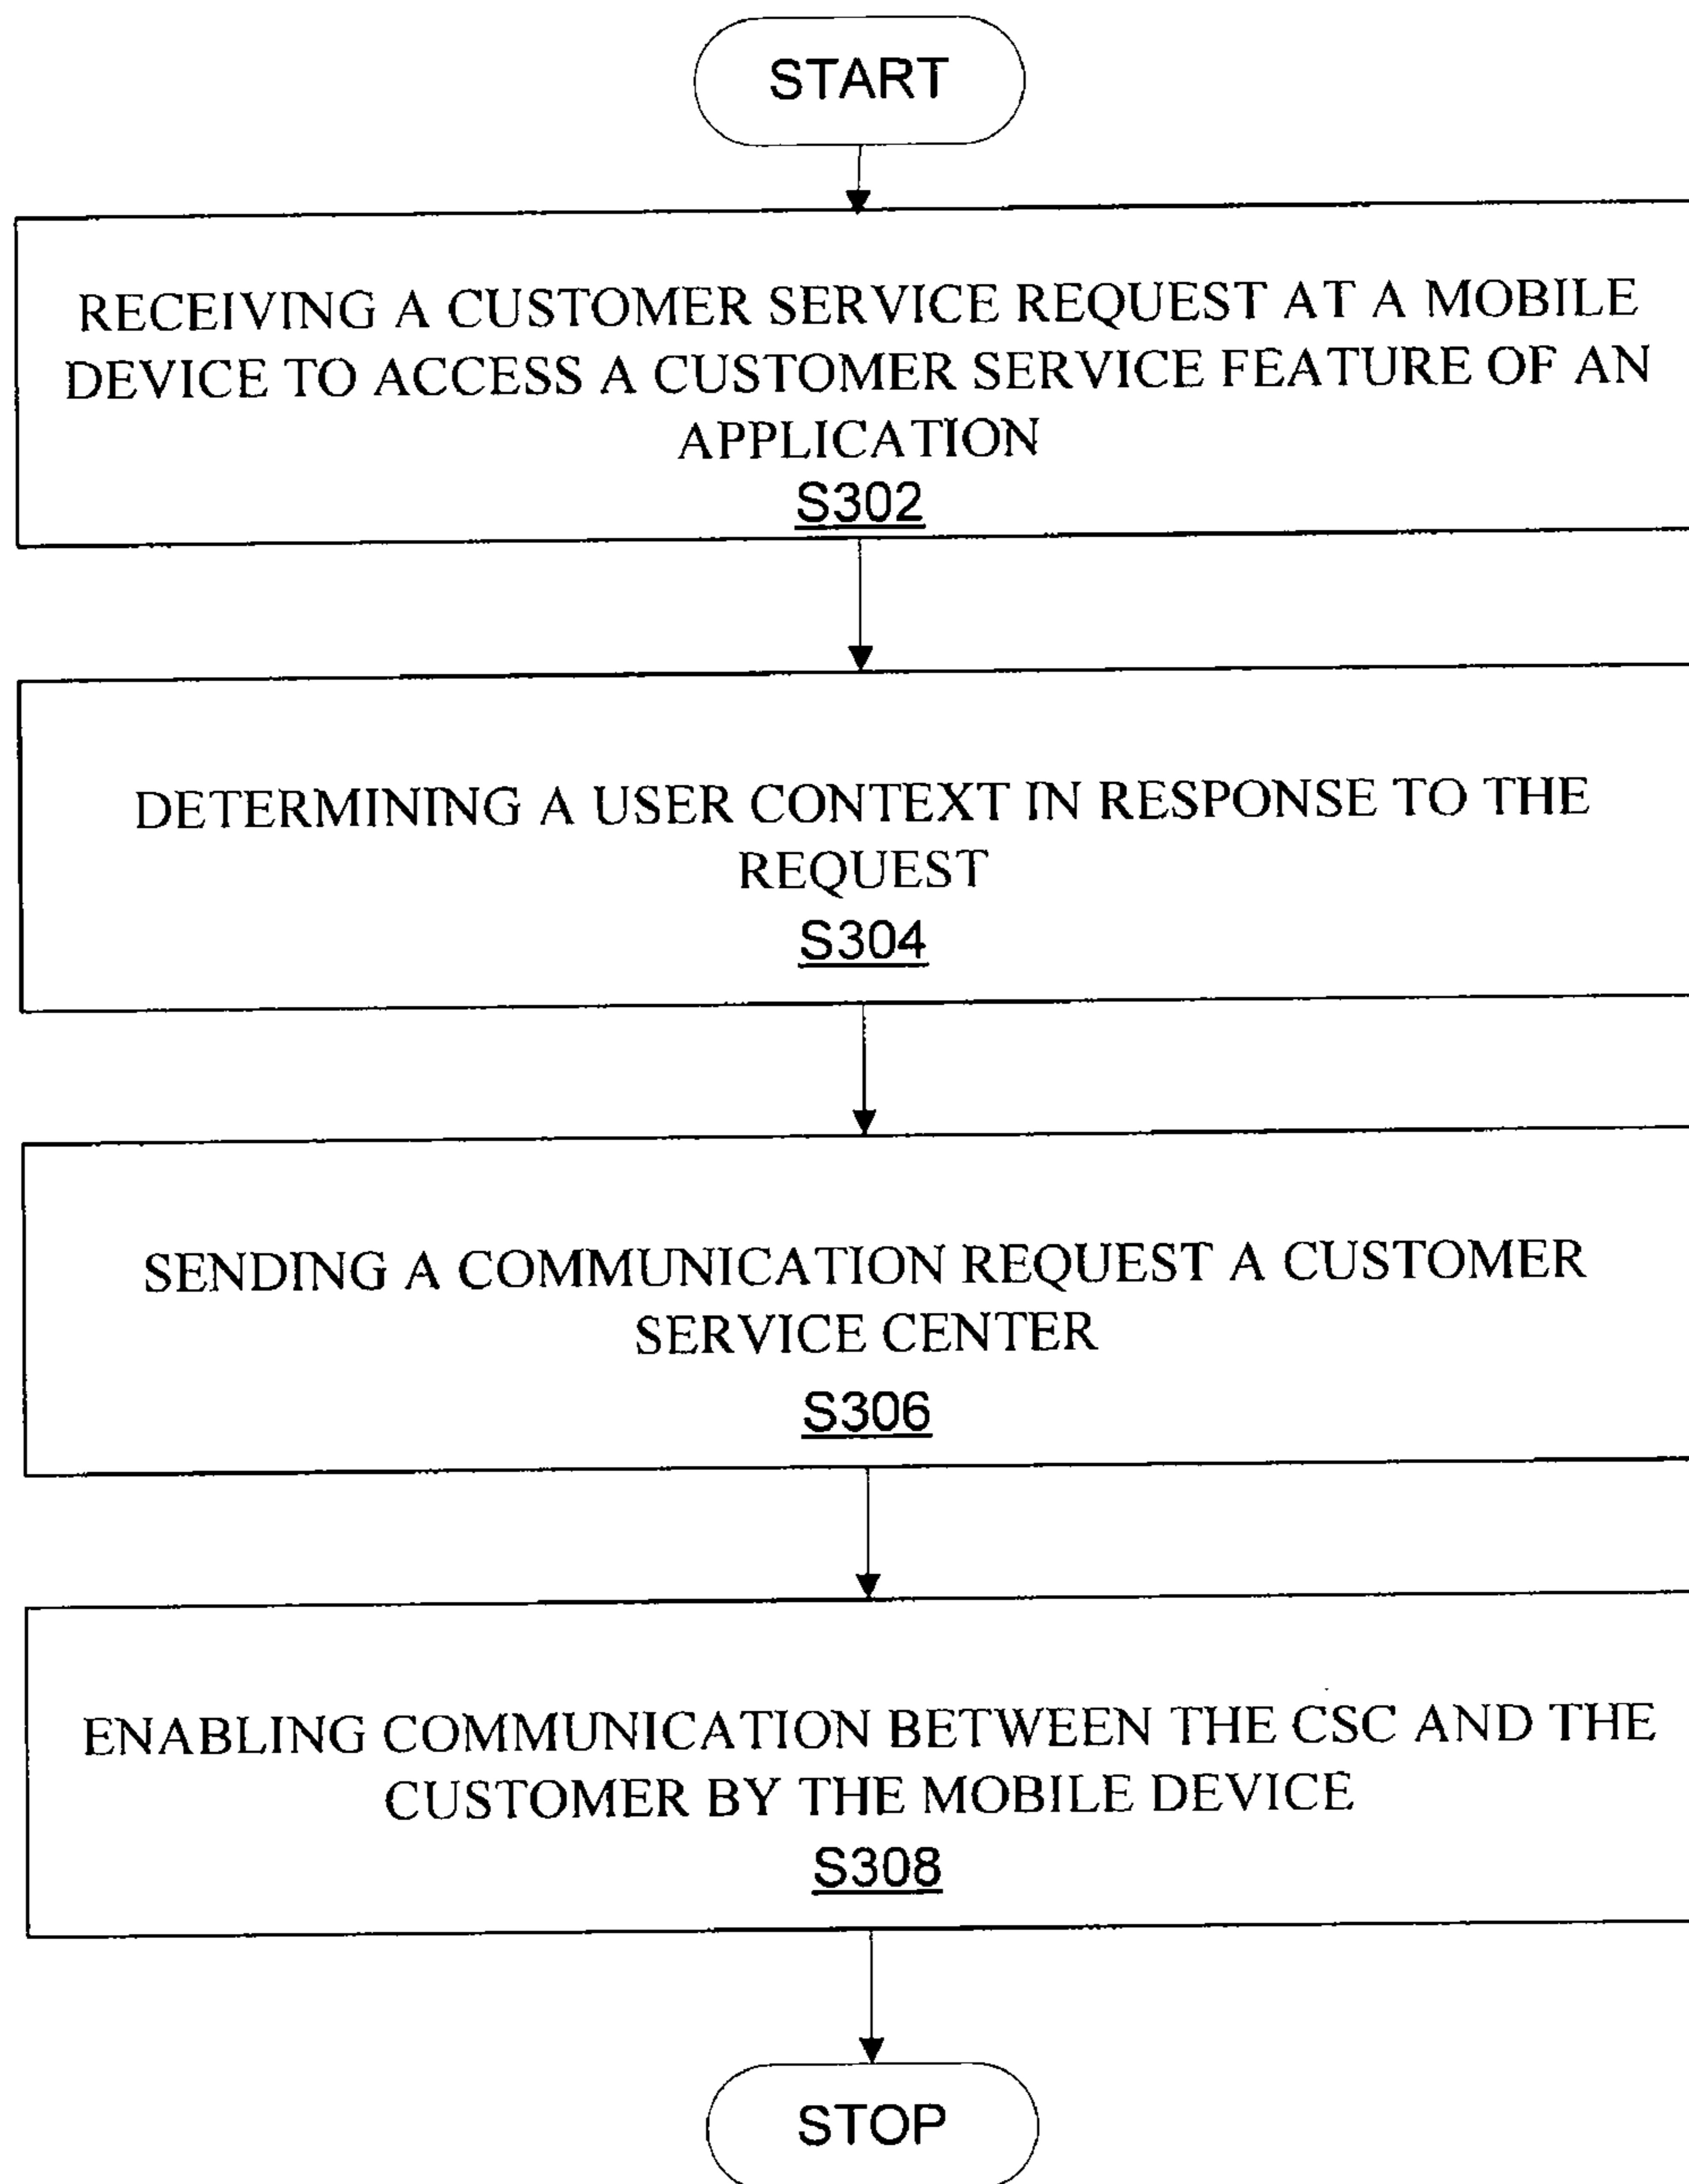 START
RECEIVING A CUSTOMER SERVICE REQUEST AT A MOBILE
DEVICE TO ACCESS A CUSTOMER SERVICE FEATURE OF AN
APPLICATION
S302
DETERMINING A USER CONTEXT IN RESPONSE TO THE
REQUEST
S304
SENDING A COMMUNICATION REQUEST A CUSTOMER
SERVICE CENTER
S306
ENABLING COMMUNICATION BETWEEN THE CSC AND THE
CUSTOMER BY THE MOBILE DEVICE
S308
STOP